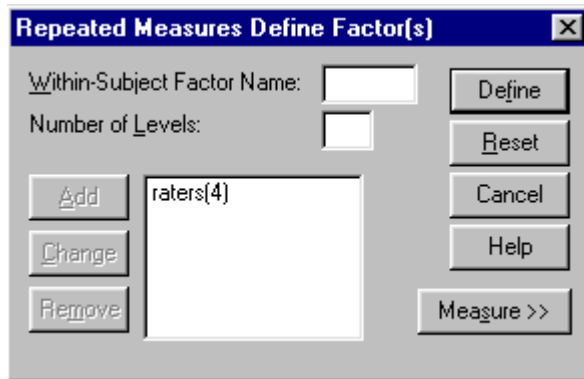 Repeated Measures Define Factor(s)
Within-Subject Factor Name:
Define
Number of Levels:
Reset
Add
raters(4)
Cancel
Change
Help
Remove
Measure >>